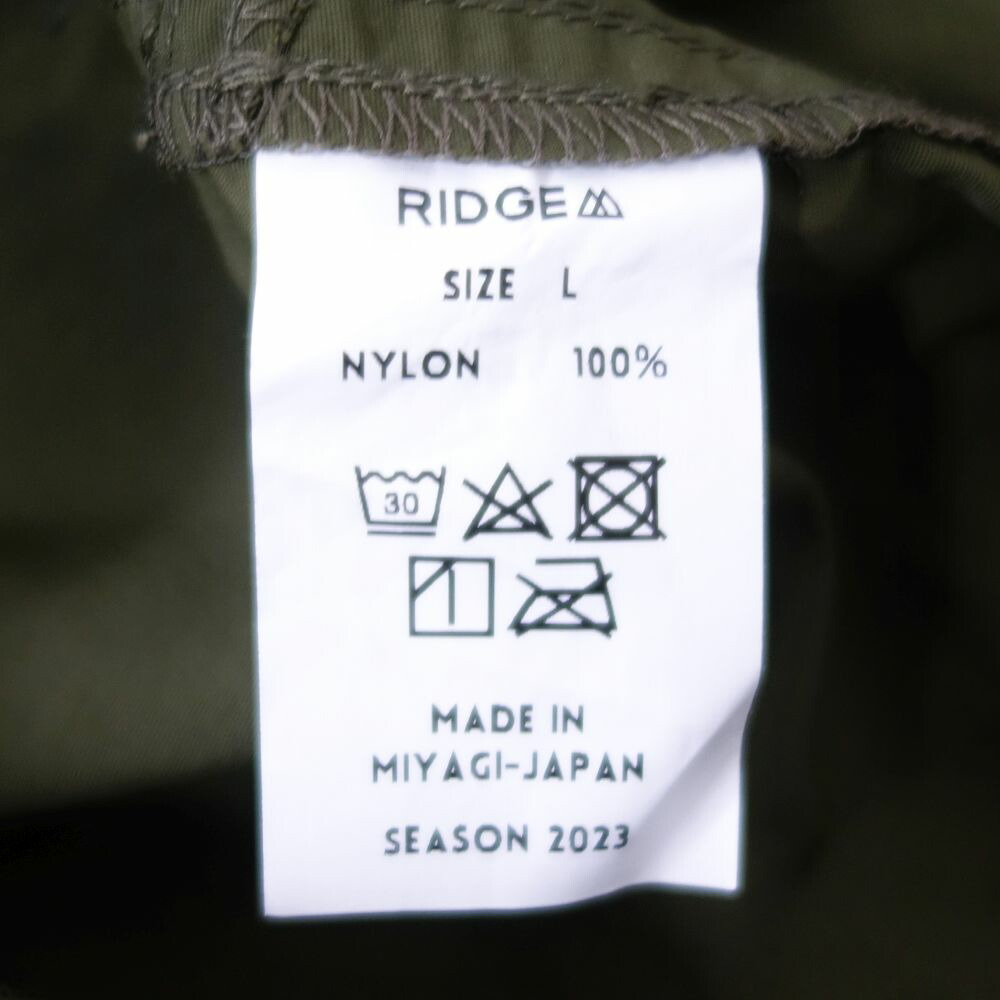 RIDGE
SIZE L
NYLON 100%
30
MADE IN
MIYAGI-JAPAN
SEASON 2023